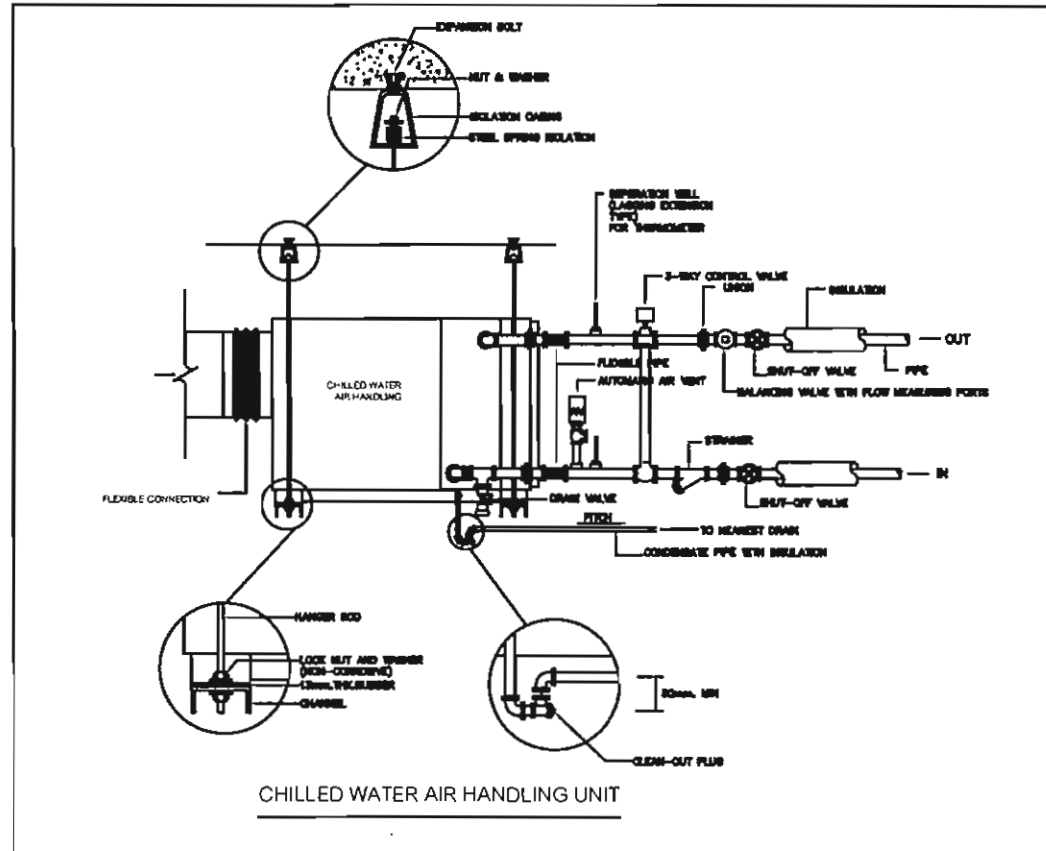 EXPANSION BOLT
NUT & WASHER
ISOLATION CASING
STEEL SPRING ISOLATION
SEPERATION WELL
(LAGGING EXTENSION
TYPE)
FOR THERMOMETER
3-WAY CONTROL VALVE
UNION
INSULATION
OUT
CHILLED WATER
AIR HANDLING
FLEXIBLE PIPE
AUTOMATIC AIR VENT
SHUT-OFF VALVE
PIPE
BALANCING VALVE WITH FLOW MEASURING PORTS
STRAINER
IN
FLEXIBLE CONNECTION
DRAIN VALVE
SHUT-OFF VALVE
PITCH
TO NEAREST DRAIN
CONDENSATE PIPE WITH INSULATION
HANGER ROD
LOCK NUT AND WASHER
(NON-CORROSIVE)
THK.RUBBER
CHANNEL
MIN
CLEAN-OUT PLUG
CHILLED WATER AIR HANDLING UNIT